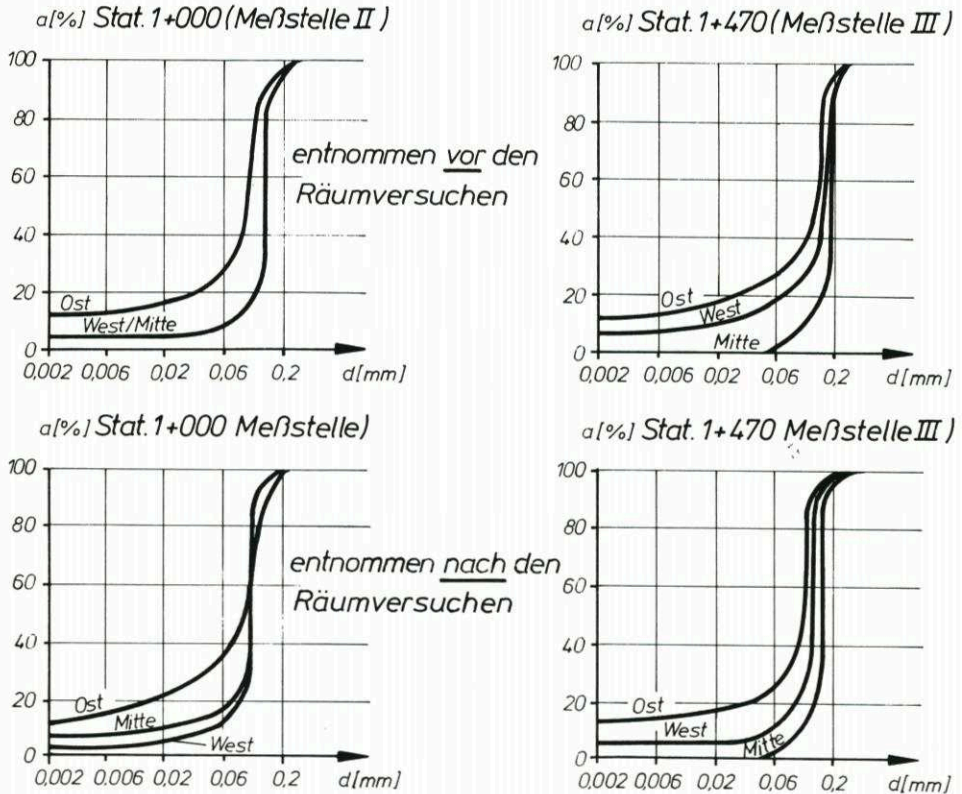 a[%] Stat. 1+000 (Meßstelle II)
100
80
60
40
20
0
Ost
West/Mitte
0,002 0,006 0,02 0,06 0,2 d[mm]
entnommen vor den
Räumversuchen
a[%] Stat. 1+470 (Meßstelle III)
100
80
60
40
20
0
Ost
West
Mitte
0,002 0,006 0,02 0,06 0,2 d[mm]
a[%] Stat. 1+000 Meßstelle)
100
80
60
40
20
0
Ost
Mitte
West
0,002 0,006 0,02 0,06 0,2 d[mm]
entnommen nach den
Räumversuchen
a[%] Stat. 1+470 Meßstelle III)
100
80
60
40
20
0
Ost
West
Mitte
0,002 0,006 0,02 0,06 0,2 d[mm]